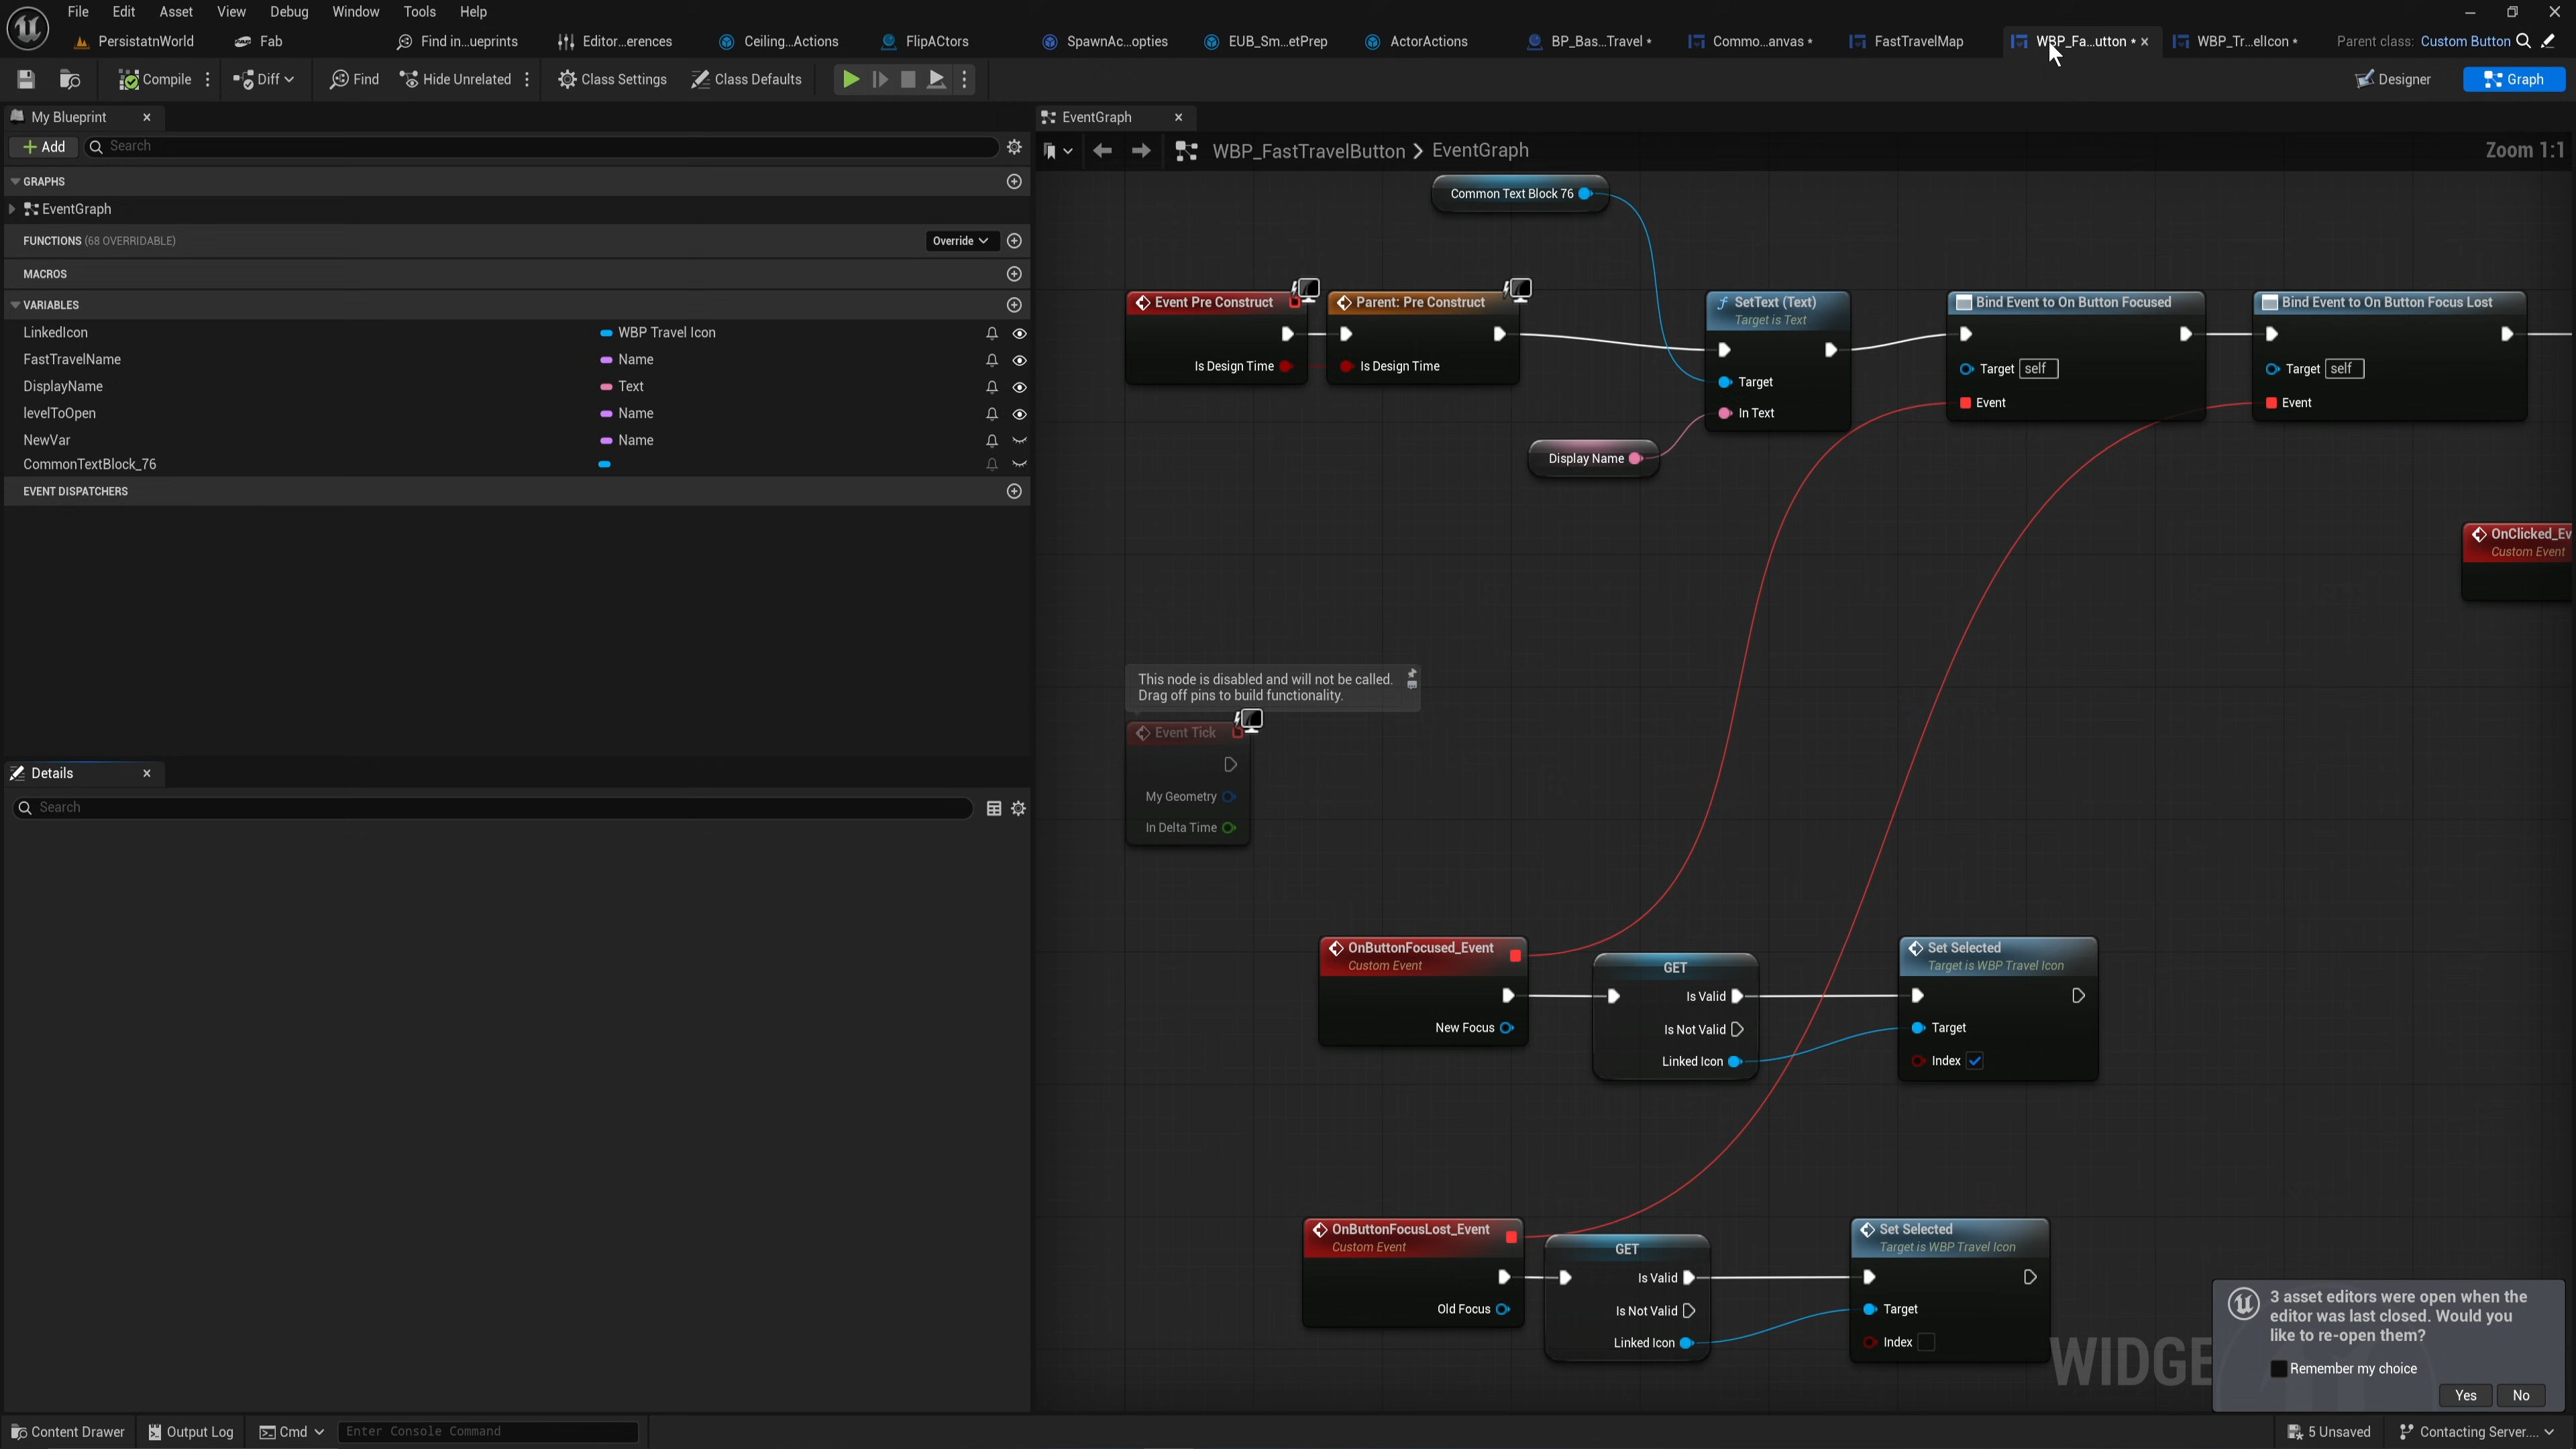 File Edit Asset View Debug Window Tools Help
PersistatnWorld Fab Find in...ueprints Editor...erences Ceiling...Actions FlipACtors SpawnAc...opties EUB_Sm...etPrep ActorActions BP_Bas...Travel * Commo...anvas * FastTravelMap WBP_Fa...utton * WBP_Tr...elIcon * Parent class: Custom Button
Compile Diff Find Hide Unrelated Class Settings Class Defaults Designer Graph
My Blueprint
EventGraph
Add Search
WBP_FastTravelButton > EventGraph Zoom 1:1
GRAPHS
EventGraph
FUNCTIONS (68 OVERRIDABLE) Override
MACROS
VARIABLES
LinkedIcon WBP Travel Icon
FastTravelName Name
DisplayName Text
levelToOpen Name
NewVar Name
CommonTextBlock_76
EVENT DISPATCHERS
Details
Search
Common Text Block 76
Event Pre Construct
Is Design Time
Parent: Pre Construct
Is Design Time
SetText (Text)
Target is Text
Target
In Text
Display Name
Bind Event to On Button Focused
Target self
Event
Bind Event to On Button Focus Lost
Target self
Event
OnClicked_Ev
Custom Event
This node is disabled and will not be called.
Drag off pins to build functionality.
Event Tick
My Geometry
In Delta Time
OnButtonFocused_Event
Custom Event
New Focus
GET
Is Valid
Is Not Valid
Linked Icon
Set Selected
Target is WBP Travel Icon
Target
Index
OnButtonFocusLost_Event
Custom Event
Old Focus
GET
Is Valid
Is Not Valid
Linked Icon
Set Selected
Target is WBP Travel Icon
Target
Index
WIDGE
3 asset editors were open when the
editor was last closed. Would you
like to re-open them?
Remember my choice
Yes No
Content Drawer Output Log Cmd Enter Console Command 5 Unsaved Contacting Server....